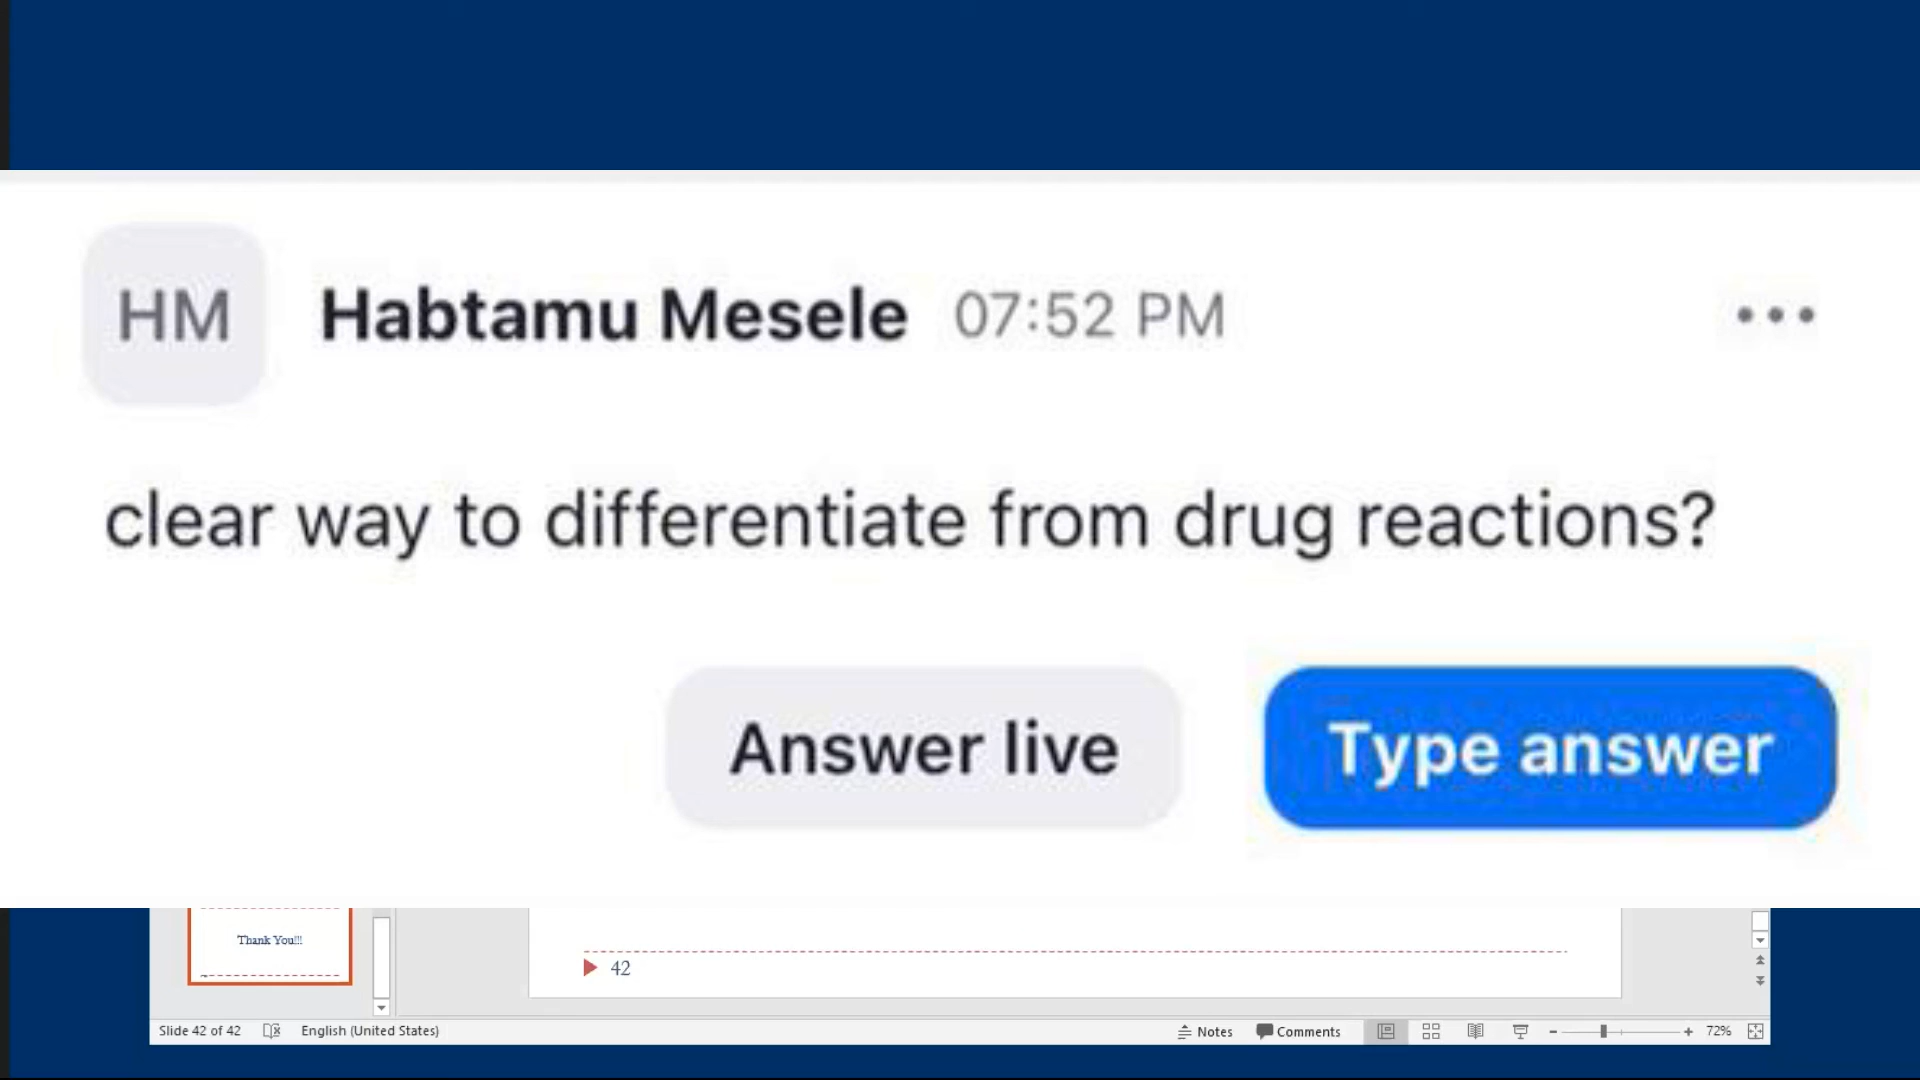 HM
Habtamu Mesele 07:52 PM
clear way to differentiate from drug reactions?
Answer live
Type answer
Thank You!!!
42
Slide 42 of 42 English (United States) Notes Comments 72%